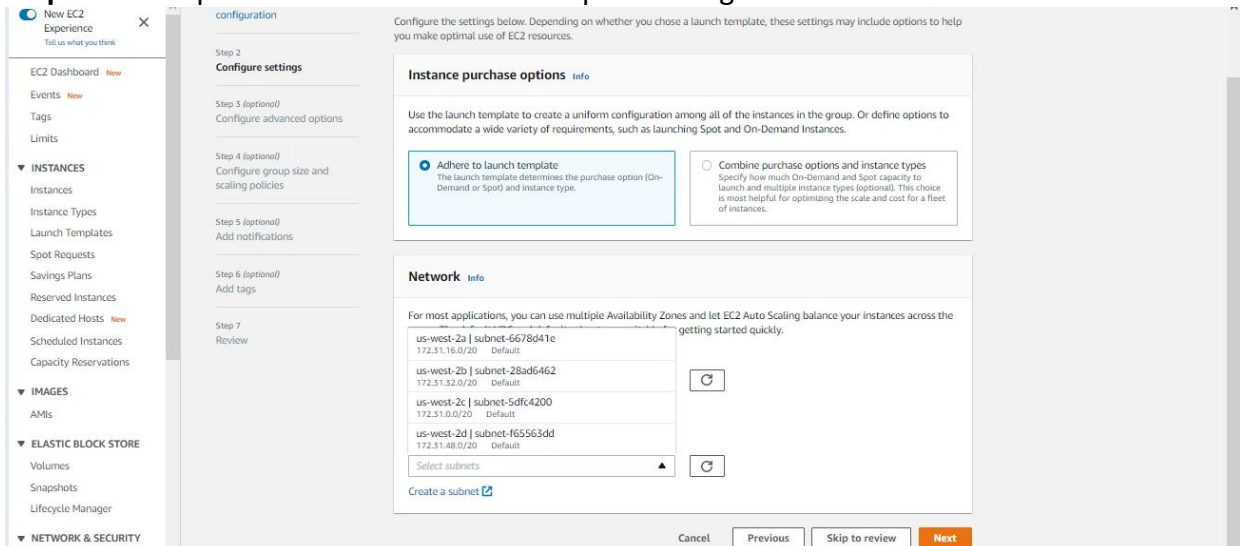 New EC2
Experience
Tell us what you think
EC2 Dashboard New
Events New
Tags
Limits
INSTANCES
Instances
Instance Types
Launch Templates
Spot Requests
Savings Plans
Reserved Instances
Dedicated Hosts New
Scheduled Instances
Capacity Reservations
IMAGES
AMIs
ELASTIC BLOCK STORE
Volumes
Snapshots
Lifecycle Manager
NETWORK & SECURITY
configuration
Step 2
Configure settings
Step 3 (optional)
Configure advanced options
Step 4 (optional)
Configure group size and
scaling policies
Step 5 (optional)
Add notifications
Step 6 (optional)
Add tags
Step 7
Review
Configure the settings below. Depending on whether you chose a launch template, these settings may include options to help
you make optimal use of EC2 resources.
Instance purchase options Info
Use the launch template to create a uniform configuration among all of the instances in the group. Or define options to
accommodate a wide variety of requirements, such as launching Spot and On-Demand Instances.
Adhere to launch template
The launch template determines the purchase option (On-
Demand or Spot) and instance type.
Combine purchase options and instance types
Specify how much On-Demand and Spot capacity to
launch and multiple instance types (optional). This choice
is most helpful for optimizing the scale and cost for a fleet
of instances.
Network Info
For most applications, you can use multiple Availability Zones and let EC2 Auto Scaling balance your instances across the
getting started quickly.
us-west-2a | subnet-6678d41e
172.31.16.0/20 Default
us-west-2b | subnet-28ad6462
172.31.32.0/20 Default
us-west-2c | subnet-5dfc4200
172.31.0.0/20 Default
us-west-2d | subnet-f65563dd
172.31.48.0/20 Default
Select subnets
Create a subnet
Cancel Previous Skip to review Next